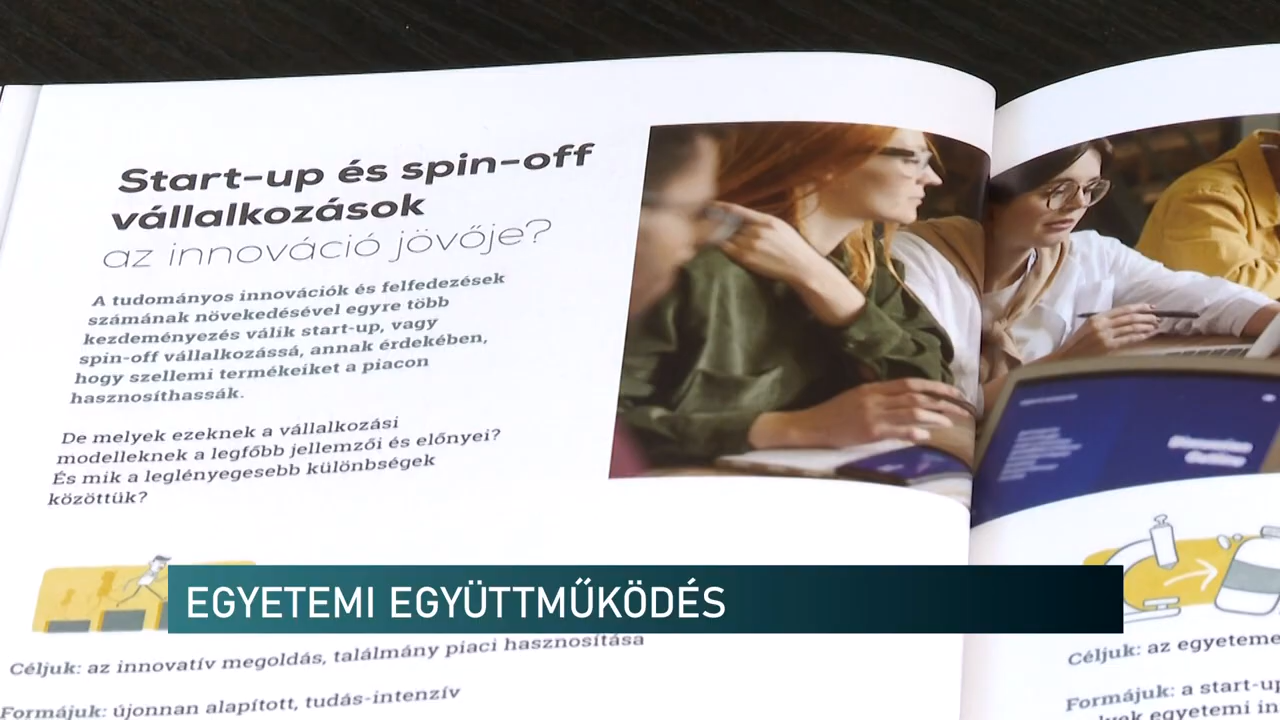 Start-up és spin-off
vállalkozások
az innováció jövője?
A tudományos innovációk és felfedezések
számának növekedésével egyre több
kezdeményezés válik start-up, vagy
spin-off vállalkozássá, annak érdekében,
hogy szellemi termékeiket a piacon
hasznosíthassák.
De melyek ezeknek a vállalkozási
modelleknek a legfőbb jellemzői és előnyei?
És mik a leglényegesebb különbségek
közöttük?
EGYETEMI EGYÜTTMŰKÖDÉS
Céljuk: az innovatív megoldás, találmány piaci hasznosítása
Formájuk: újonnan alapított, tudás-intenzív
Céljuk: az egyeteme
Formájuk: a start-up
egyetemi in